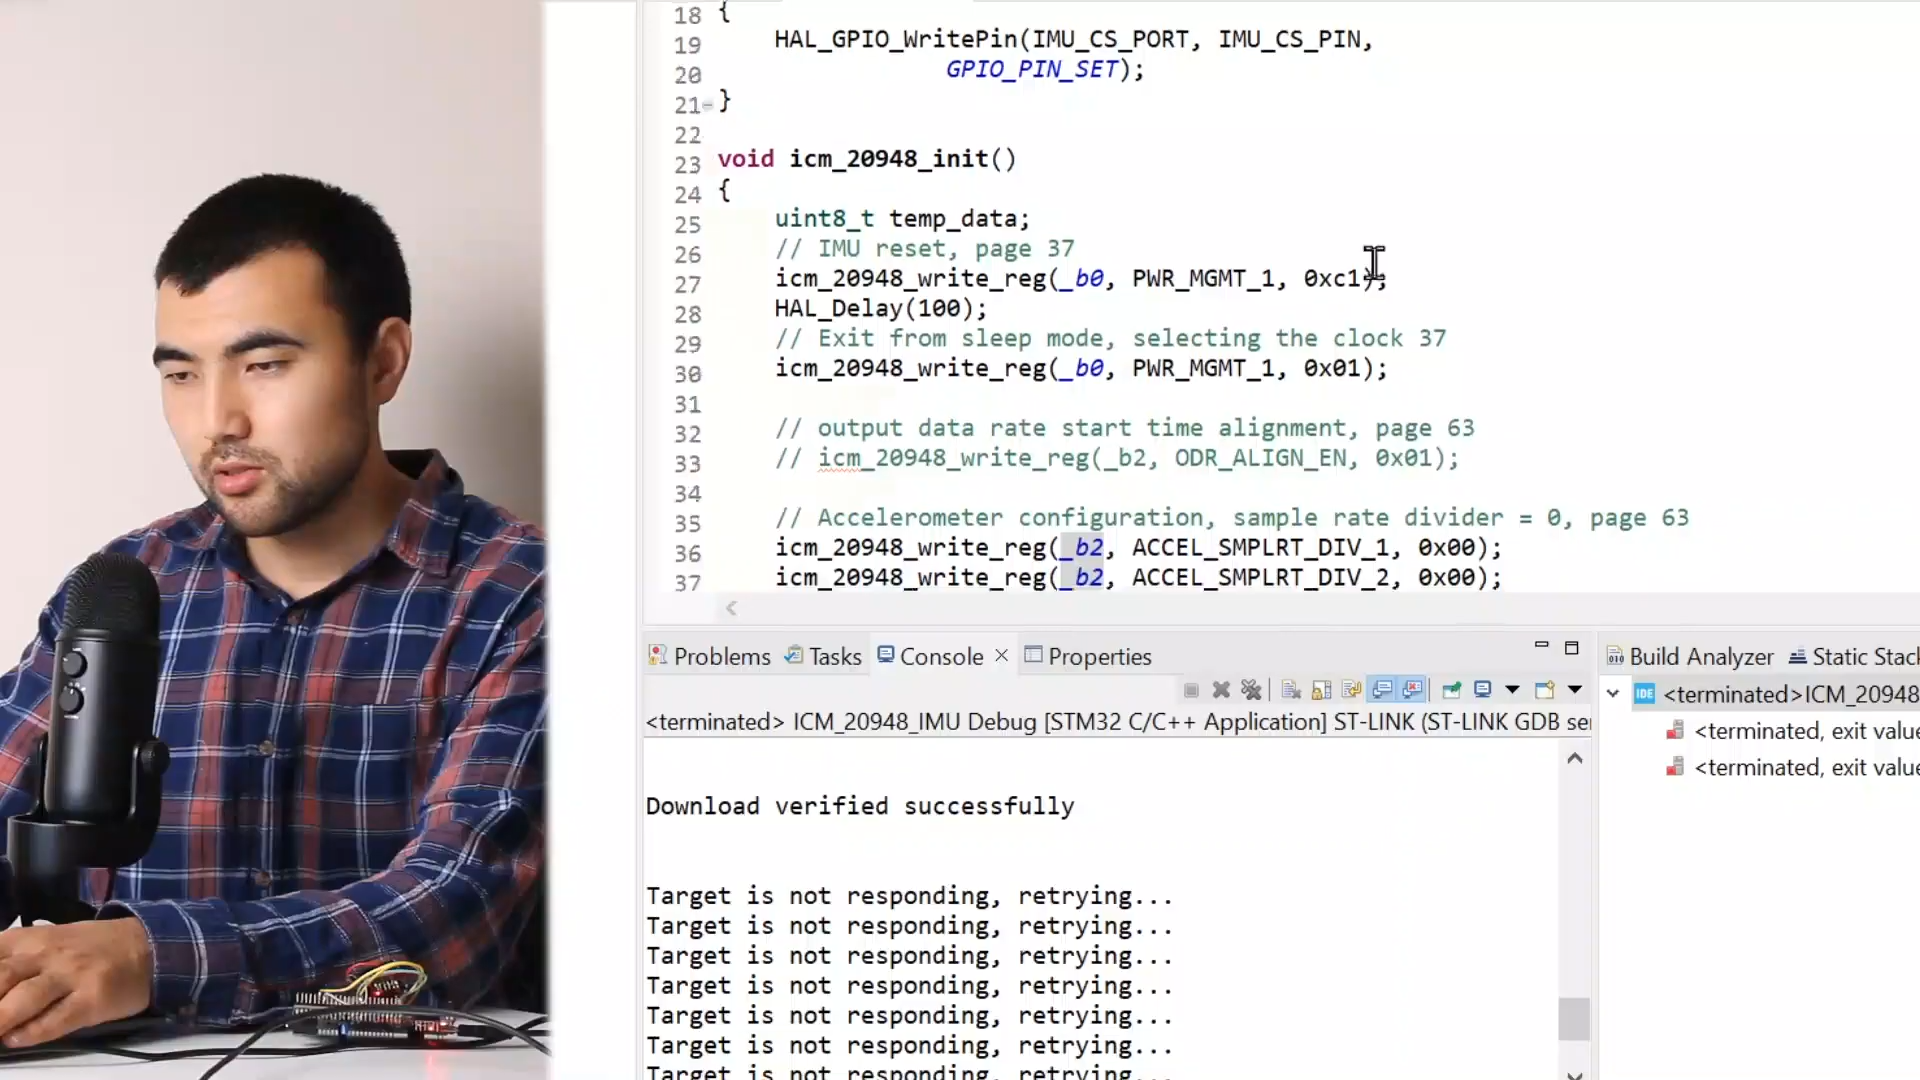 18 {
19 HAL_GPIO_WritePin(IMU_CS_PORT, IMU_CS_PIN,
20 GPIO_PIN_SET);
21 }
22
23 void icm_20948_init()
24 {
25 uint8_t temp_data;
26 // IMU reset, page 37
27 icm_20948_write_reg(_b0, PWR_MGMT_1, 0xc1);
28 HAL_Delay(100);
29 // Exit from sleep mode, selecting the clock 37
30 icm_20948_write_reg(_b0, PWR_MGMT_1, 0x01);
31
32 // output data rate start time alignment, page 63
33 // icm_20948_write_reg(_b2, ODR_ALIGN_EN, 0x01);
34
35 // Accelerometer configuration, sample rate divider = 0, page 63
36 icm_20948_write_reg(_b2, ACCEL_SMPLRT_DIV_1, 0x00);
37 icm_20948_write_reg(_b2, ACCEL_SMPLRT_DIV_2, 0x00);
Problems Tasks Console Properties
<terminated> ICM_20948_IMU Debug [STM32 C/C++ Application] ST-LINK (ST-LINK GDB se
Download verified successfully
Target is not responding, retrying...
Target is not responding, retrying...
Target is not responding, retrying...
Target is not responding, retrying...
Target is not responding, retrying...
Target is not responding, retrying...
Target is not responding, retrying...
Build Analyzer Static Stack
IDE <terminated>ICM_20948
<terminated, exit value
<terminated, exit value